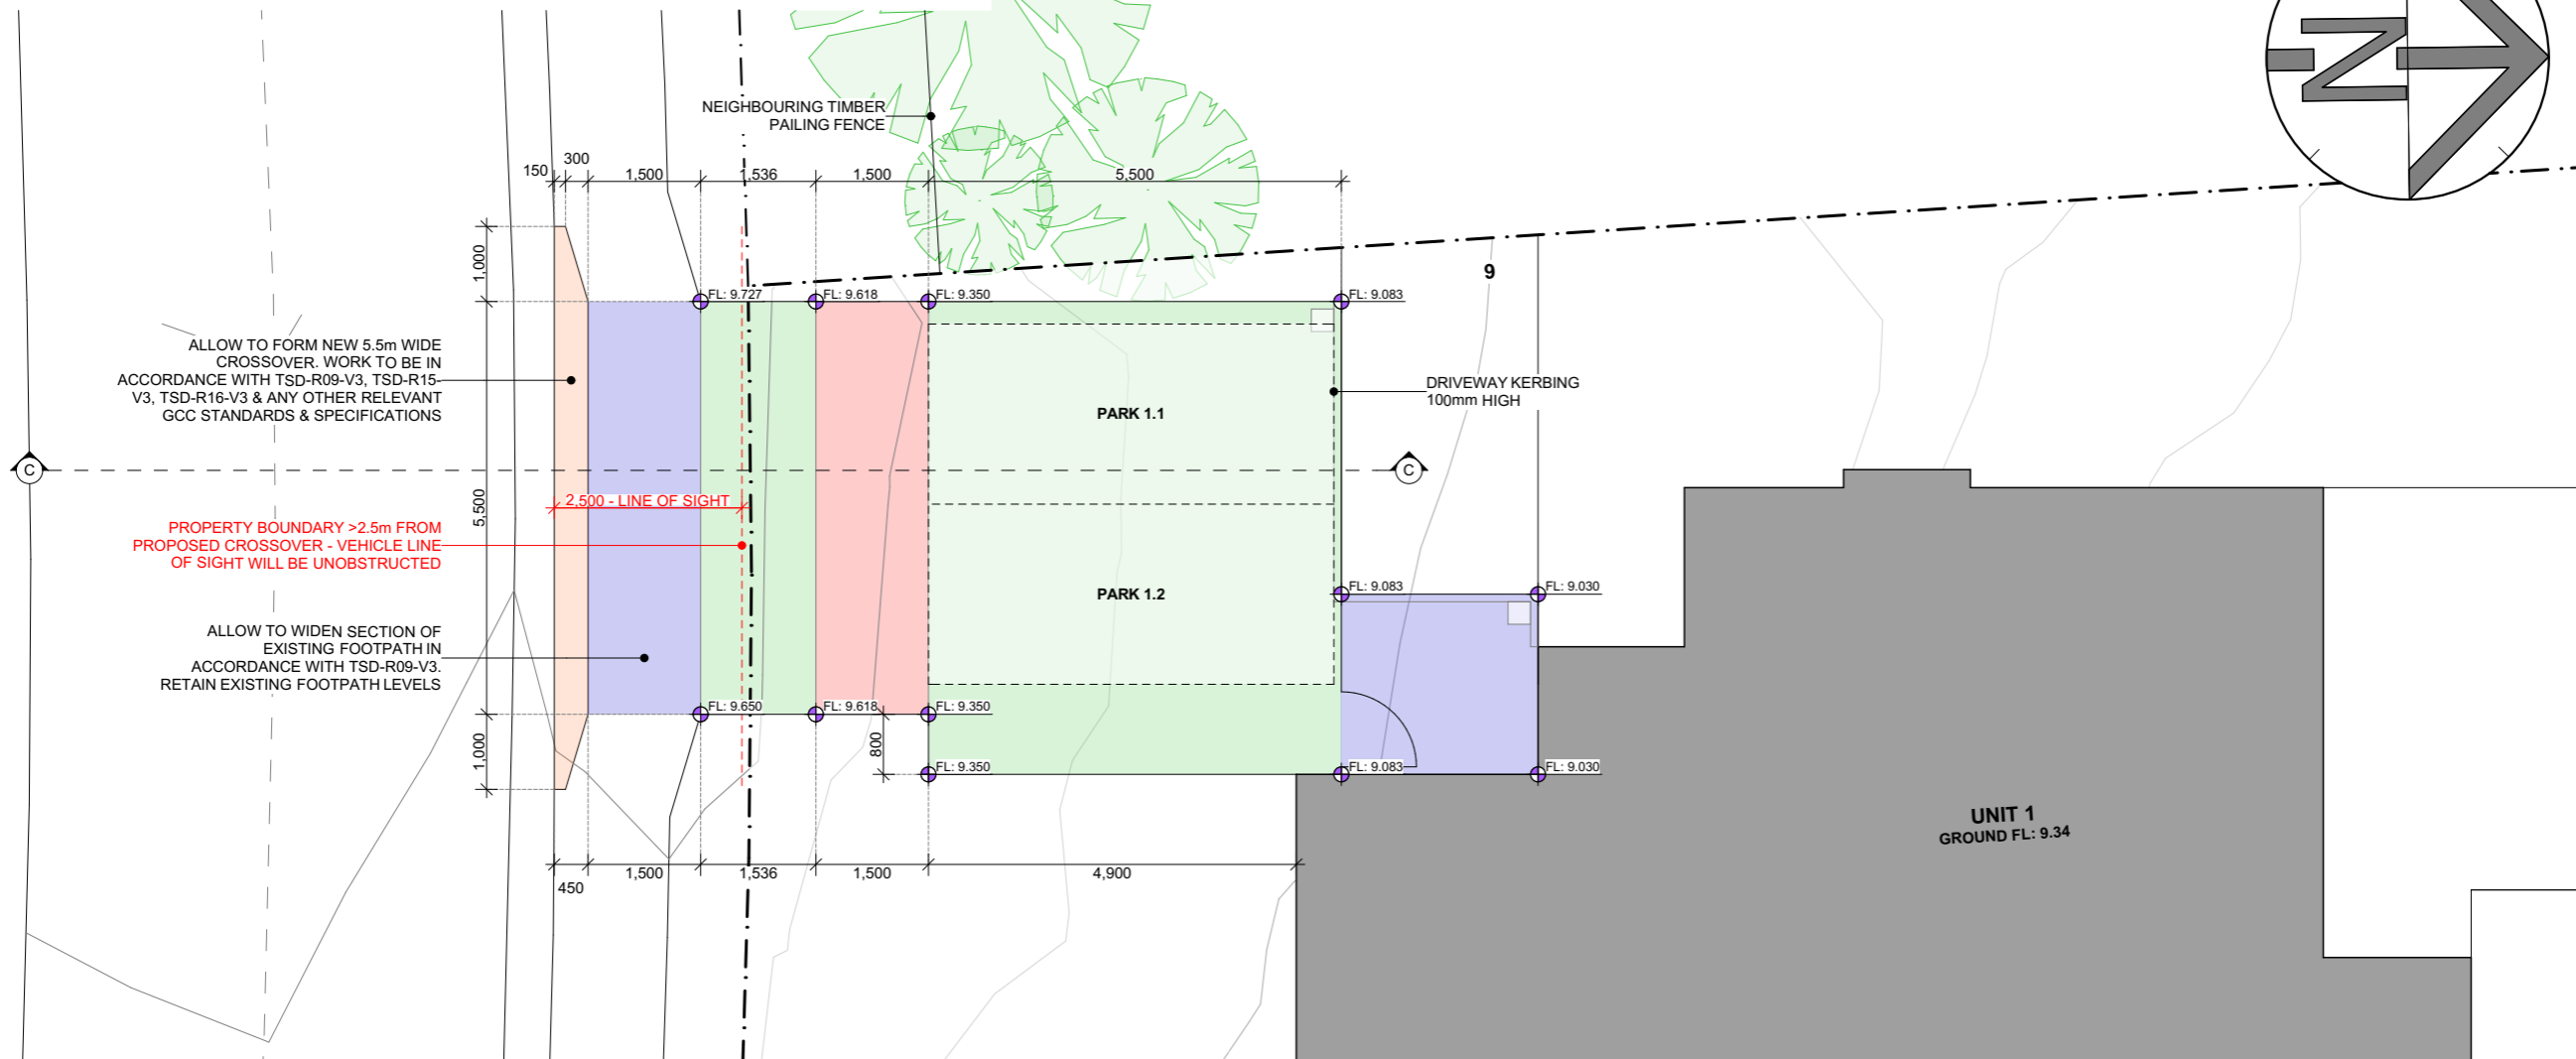 N
NEIGHBOURING TIMBER
PAILING FENCE
150
300
1,500
1,536
1,500
5,500
1,000
9
FL: 9.727
FL: 9.618
FL: 9.350
FL: 9.083
ALLOW TO FORM NEW 5.5m WIDE
CROSSOVER. WORK TO BE IN
ACCORDANCE WITH TSD-R09-V3, TSD-R15-
V3, TSD-R16-V3 & ANY OTHER RELEVANT
GCC STANDARDS & SPECIFICATIONS
DRIVEWAY KERBING
100mm HIGH
PARK 1.1
C
C
5,500
2,500 - LINE OF SIGHT
PROPERTY BOUNDARY >2.5m FROM
PROPOSED CROSSOVER - VEHICLE LINE
OF SIGHT WILL BE UNOBSTRUCTED
PARK 1.2
FL: 9.083
FL: 9.030
ALLOW TO WIDEN SECTION OF
EXISTING FOOTPATH IN
ACCORDANCE WITH TSD-R09-V3.
RETAIN EXISTING FOOTPATH LEVELS
FL: 9.650
FL: 9.618
FL: 9.350
1,000
800
FL: 9.350
FL: 9.083
FL: 9.030
UNIT 1
GROUND FL: 9.34
450
1,500
1,536
1,500
4,900